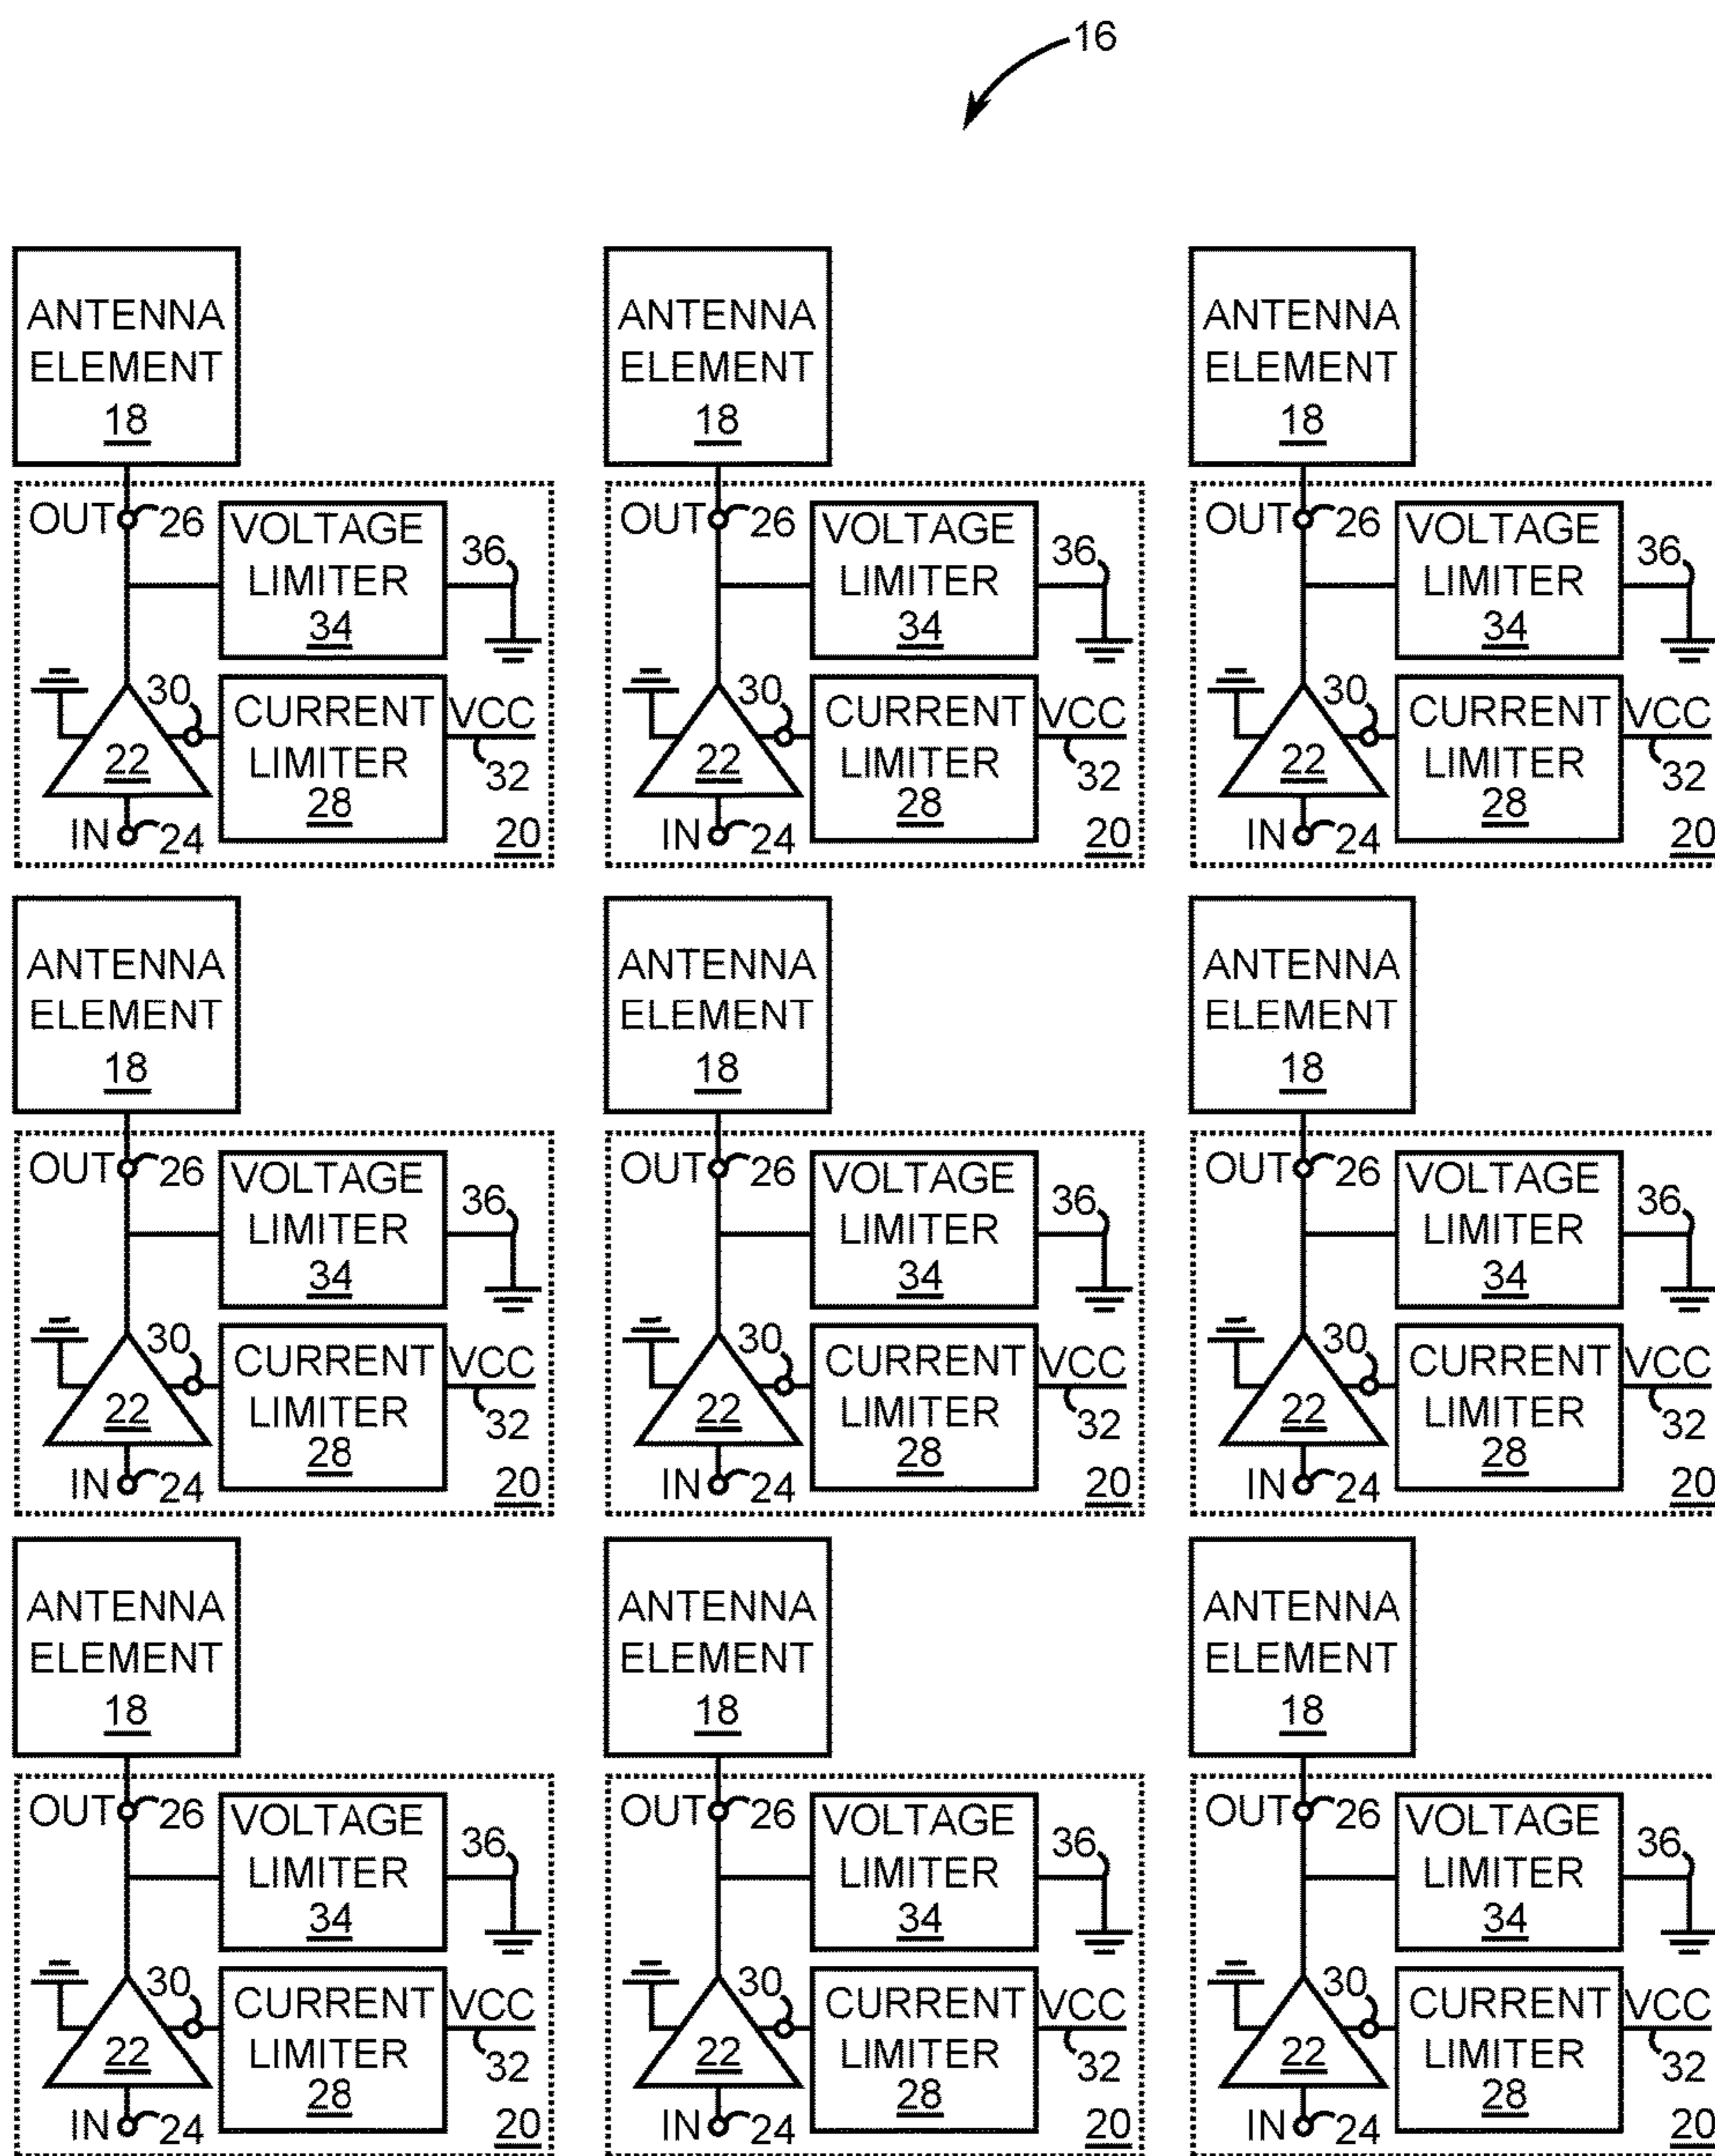 16
ANTENNA ANTENNA ANTENNA
ELEMENT ELEMENT ELEMENT
18 18 18
OUT 26 VOLTAGE 36 OUT 26 VOLTAGE 36 OUT 26 VOLTAGE 36
LIMITER LIMITER LIMITER
34 34 34
30 CURRENT VCC 30 CURRENT VCC 30 CURRENT VCC
22 LIMITER 32 22 LIMITER 32 22 LIMITER 32
28 28 28
IN 24 20 IN 24 20 IN 24 20
ANTENNA ANTENNA ANTENNA
ELEMENT ELEMENT ELEMENT
18 18 18
OUT 26 VOLTAGE 36 OUT 26 VOLTAGE 36 OUT 26 VOLTAGE 36
LIMITER LIMITER LIMITER
34 34 34
30 CURRENT VCC 30 CURRENT VCC 30 CURRENT VCC
22 LIMITER 32 22 LIMITER 32 22 LIMITER 32
28 28 28
IN 24 20 IN 24 20 IN 24 20
ANTENNA ANTENNA ANTENNA
ELEMENT ELEMENT ELEMENT
18 18 18
OUT 26 VOLTAGE 36 OUT 26 VOLTAGE 36 OUT 26 VOLTAGE 36
LIMITER LIMITER LIMITER
34 34 34
30 CURRENT VCC 30 CURRENT VCC 30 CURRENT VCC
22 LIMITER 32 22 LIMITER 32 22 LIMITER 32
28 28 28
IN 24 20 IN 24 20 IN 24 20